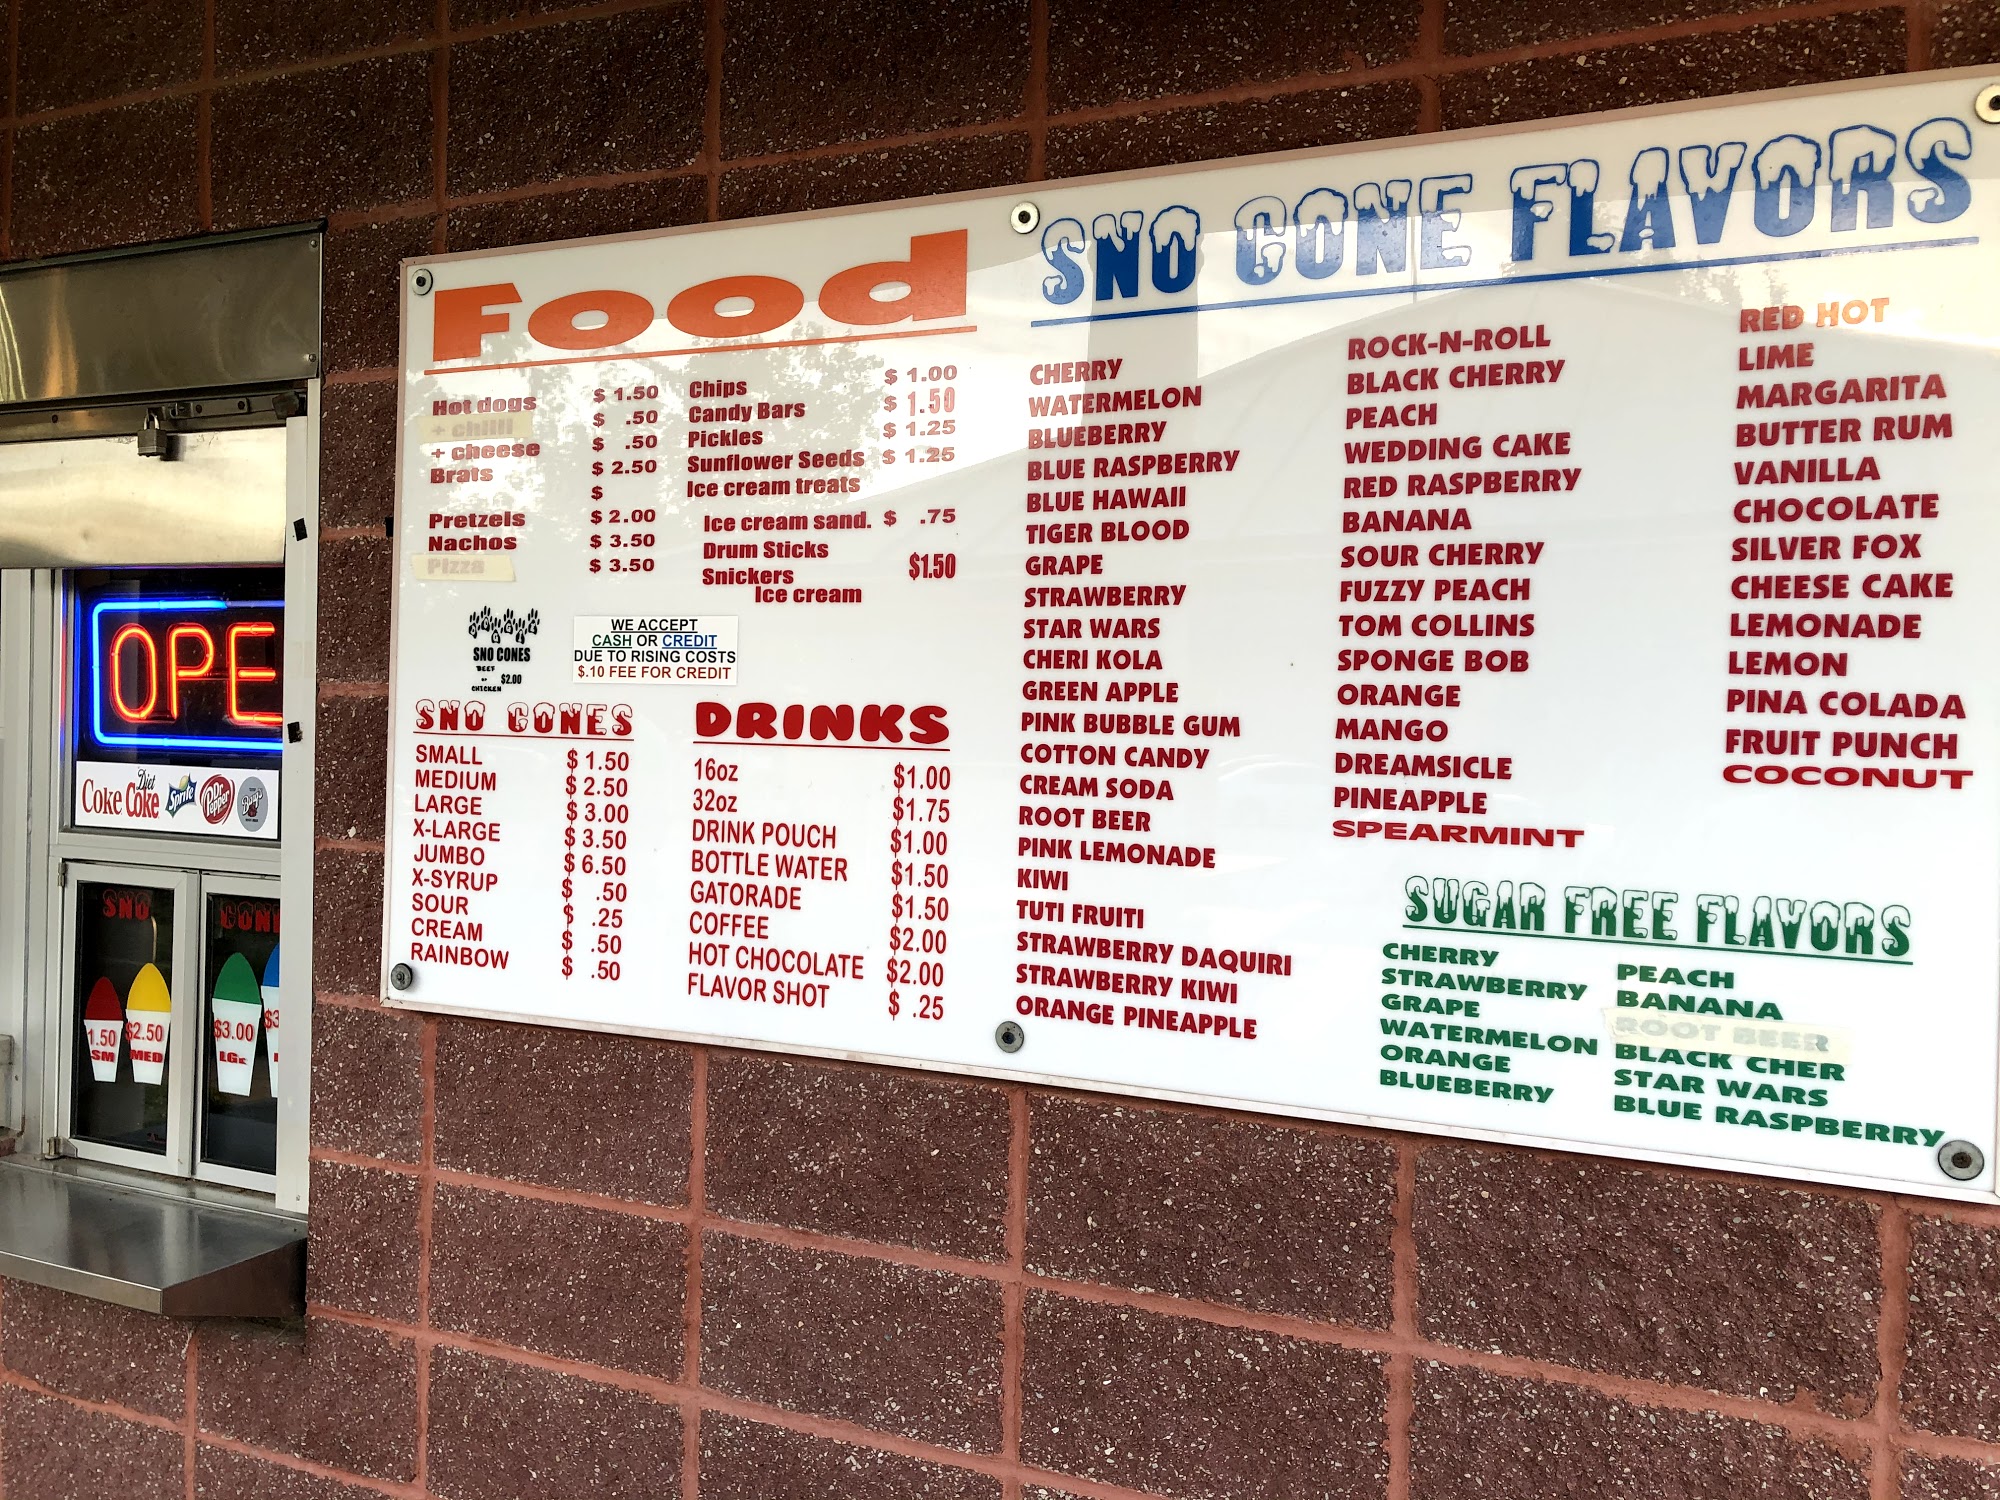 Food
Hot dogs $ 1.50
+ chilli $ .50
+ cheese $ .50
Brats $ 2.50
$
Pretzels $ 2.00
Nachos $ 3.50
Pizza $ 3.50
Chips $ 1.00
Candy Bars $ 1.50
Pickles $ 1.25
Sunflower Seeds $ 1.25
Ice cream treats
Ice cream sand. $ .75
Drum Sticks
Snickers $1.50
Ice cream
SNO CONES
BEEF
or $2.00
CHICKEN
WE ACCEPT
CASH OR CREDIT
DUE TO RISING COSTS
$.10 FEE FOR CREDIT
SNO CONES
SMALL $ 1.50
MEDIUM $ 2.50
LARGE $ 3.00
X-LARGE $ 3.50
JUMBO $ 6.50
X-SYRUP $ .50
SOUR $ .25
CREAM $ .50
RAINBOW $ .50
DRINKS
16oz $1.00
32oz $1.75
DRINK POUCH $1.00
BOTTLE WATER $1.50
GATORADE $1.50
COFFEE $2.00
HOT CHOCOLATE $2.00
FLAVOR SHOT $ .25
SNO CONE FLAVORS
CHERRY
WATERMELON
BLUEBERRY
BLUE RASPBERRY
BLUE HAWAII
TIGER BLOOD
GRAPE
STRAWBERRY
STAR WARS
CHERI KOLA
GREEN APPLE
PINK BUBBLE GUM
COTTON CANDY
CREAM SODA
ROOT BEER
PINK LEMONADE
KIWI
TUTI FRUITI
STRAWBERRY DAQUIRI
STRAWBERRY KIWI
ORANGE PINEAPPLE
ROCK-N-ROLL
BLACK CHERRY
PEACH
WEDDING CAKE
RED RASPBERRY
BANANA
SOUR CHERRY
FUZZY PEACH
TOM COLLINS
SPONGE BOB
ORANGE
MANGO
DREAMSICLE
PINEAPPLE
SPEARMINT
RED HOT
LIME
MARGARITA
BUTTER RUM
VANILLA
CHOCOLATE
SILVER FOX
CHEESE CAKE
LEMONADE
LEMON
PINA COLADA
FRUIT PUNCH
COCONUT
SUGAR FREE FLAVORS
CHERRY
STRAWBERRY
GRAPE
WATERMELON
ORANGE
BLUEBERRY
PEACH
BANANA
ROOT BEER
BLACK CHER
STAR WARS
BLUE RASPBERRY
OPE
Coke Diet Coke Sprite Dr Pepper Barq's
SNO CON
1.50 $2.50 $3.00 $3
SM MED LG